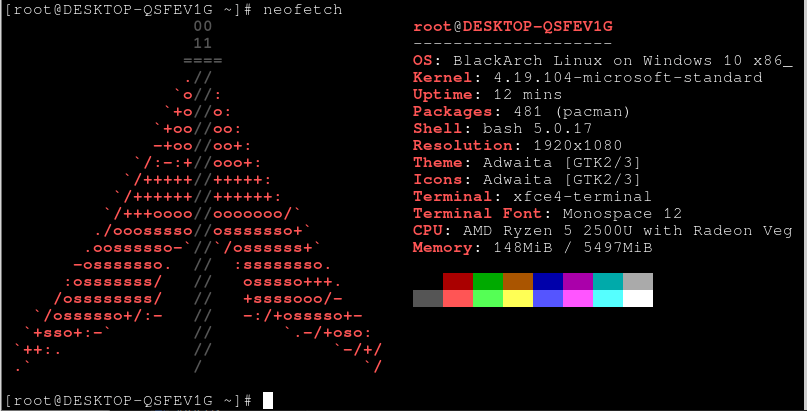 [root@DESKTOP-QSFEV1G ~]# neofetch
00
11
====
.//
`o//:
`+o//o:
`+oo//oo:
-+oo//oo+:
`/:-:+//ooo+:
`/+++++//+++++:
`/++++++//++++++:
`/+++oooo//ooooooo/`
./ooosssso//osssssso+`
.oossssso-`//`/ossssss+`
-osssssso.  //  :ssssssso.
:osssssss/  //  osssso+++.
/ossssssss/  //  +ssssooo/-
`/ossssso+/:-  //  -:/+osssso+-
`+sso+:-`  //  `.-/+oso:
`++:.  //  `-/+/
.`  /  `/
root@DESKTOP-QSFEV1G
--------------------
OS: BlackArch Linux on Windows 10 x86_
Kernel: 4.19.104-microsoft-standard
Uptime: 12 mins
Packages: 481 (pacman)
Shell: bash 5.0.17
Resolution: 1920x1080
Theme: Adwaita [GTK2/3]
Icons: Adwaita [GTK2/3]
Terminal: xfce4-terminal
Terminal Font: Monospace 12
CPU: AMD Ryzen 5 2500U with Radeon Veg
Memory: 148MiB / 5497MiB
[root@DESKTOP-QSFEV1G ~]#